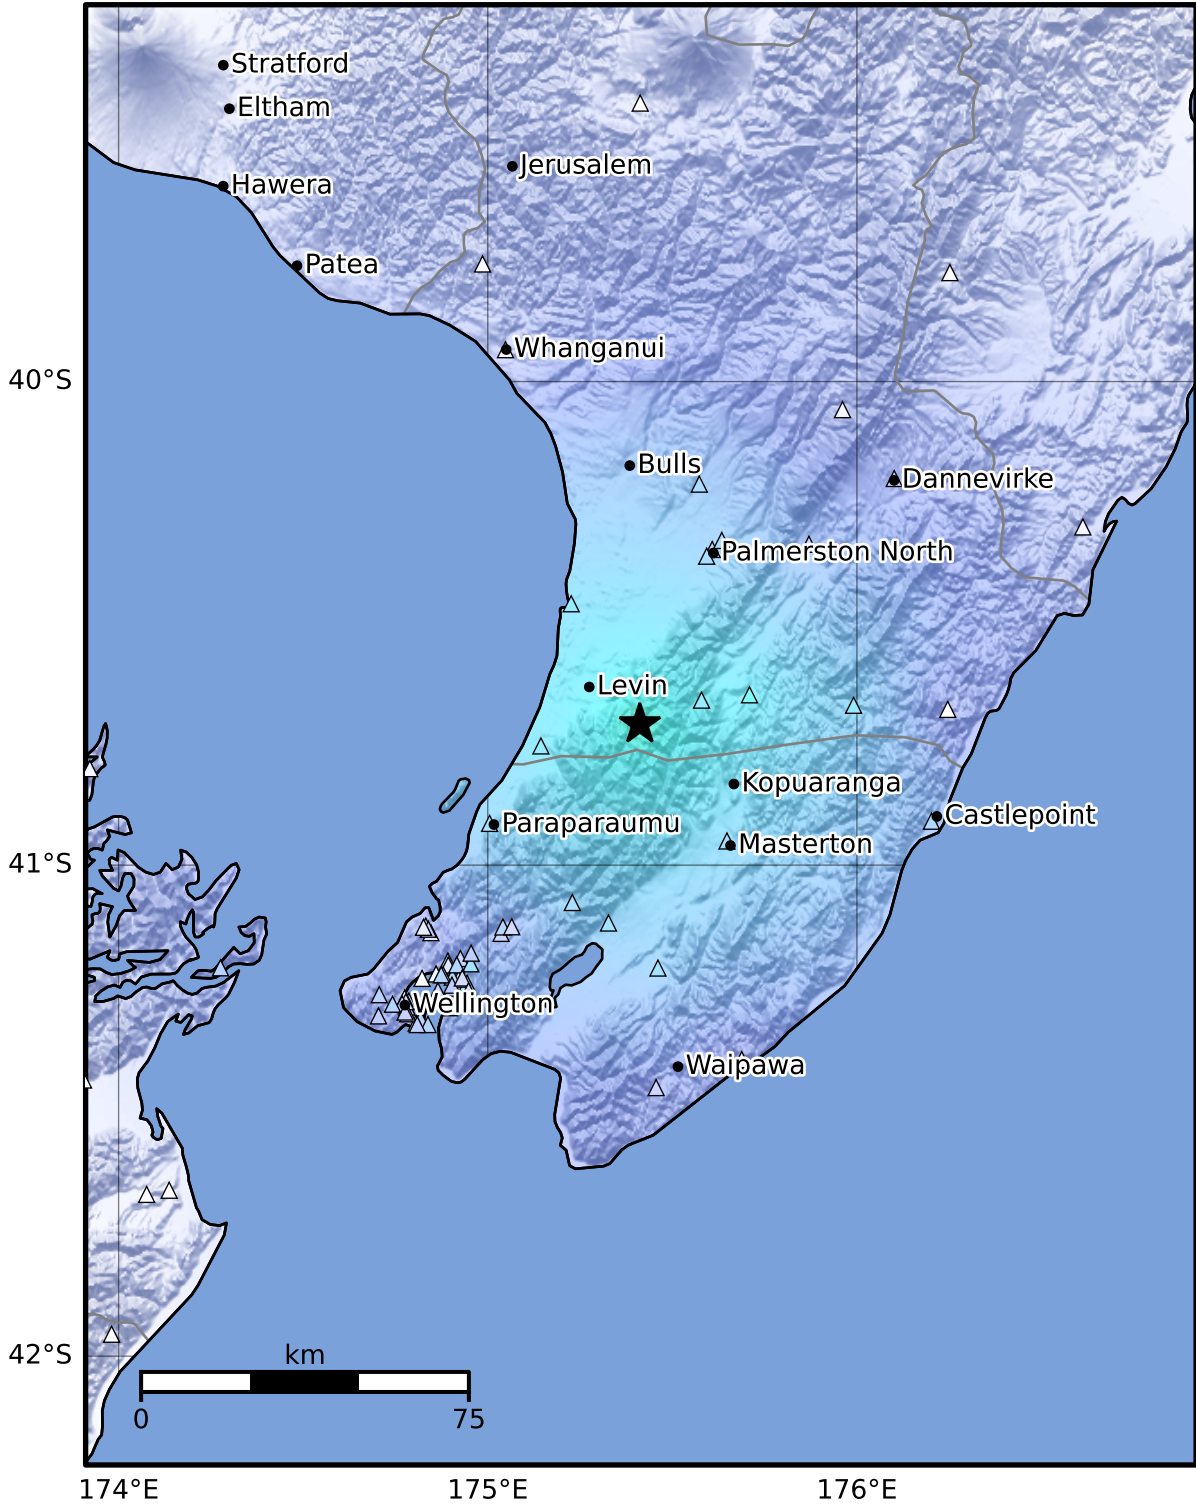 Stratford
Eltham
Jerusalem
Hawera
Patea
Whanganui
40°S
Bulls
Dannevirke
Palmerston North
Levin
Kopuaranga
Castlepoint
Paraparaumu
Masterton
41°S
Wellington
Waipawa
42°S
km
0 75
174°E 175°E 176°E